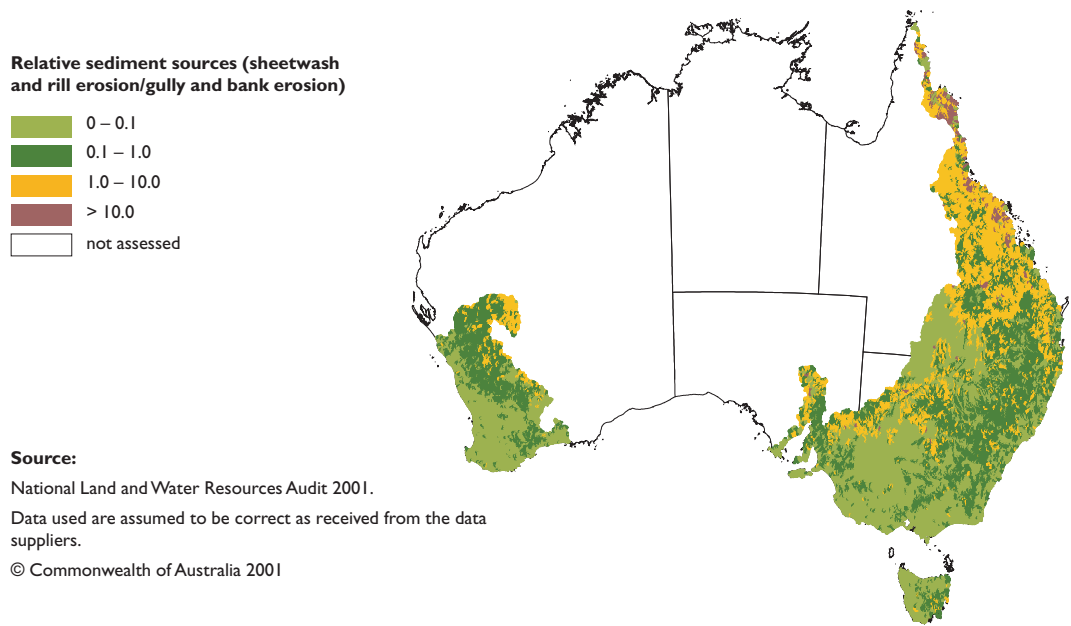 Relative sediment sources (sheetwash
and rill erosion/gully and bank erosion)
0 – 0.1
0.1 – 1.0
1.0 – 10.0
> 10.0
not assessed
Source:
National Land and Water Resources Audit 2001.
Data used are assumed to be correct as received from the data
suppliers.
© Commonwealth of Australia 2001